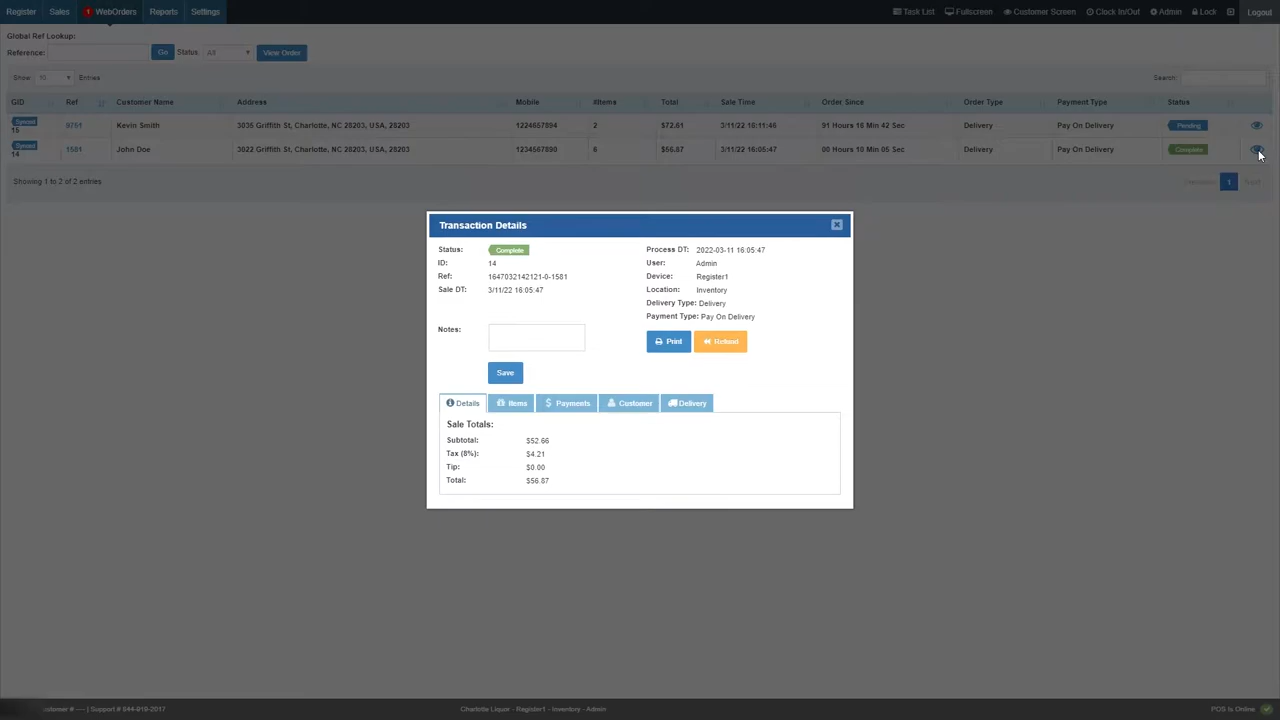 Register Sales 1 WebOrders Reports Settings Task List Fullscreen Customer Screen Clock In/Out Admin Lock Logout
Global Ref Lookup:
Reference: Go Status: All View Order
Show 10 Entries Search:
GID Ref Customer Name Address Mobile #Items Total Sale Time Order Since Order Type Payment Type Status
Synced
15 Kevin Smith 3035 Griffith St, Charlotte, NC 28203, USA, 28203 1224567894 2 $72.61 3/11/22 16:11:46 91 Hours 16 Min 42 Sec Delivery Pay On Delivery Pending
Synced
14 1581 John Doe 3022 Griffith St, Charlotte, NC 28203, USA, 28203 1234567890 6 $56.87 3/11/22 16:05:47 00 Hours 10 Min 05 Sec Delivery Pay On Delivery Complete
Showing 1 to 2 of 2 entries Previous 1 Next
Transaction Details
Status: Complete
ID: 14
Ref: 1647032142121-0-1581
Sale DT: 3/11/22 16:05:47
Process DT: 2022-03-11 16:05:47
User: Admin
Device: Register1
Location: Inventory
Delivery Type: Delivery
Payment Type: Pay On Delivery
Notes:
Print Refund
Save
Details Items Payments Customer Delivery
Sale Totals:
Subtotal: $52.66
Tax (8%): $4.21
Tip: $0.00
Total: $56.87
# ---- | Support # 844-919-2017 Charlotte Liquor - Register1 - Inventory - Admin POS is Online